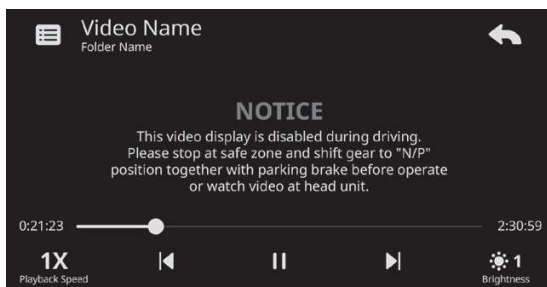 Video Name
Folder Name
NOTICE
This video display is disabled during driving.
Please stop at safe zone and shift gear to "N/P"
position together with parking brake before operate
or watch video at head unit.
0:21:23
2:30:59
1X
Playback Speed
1
Brightness